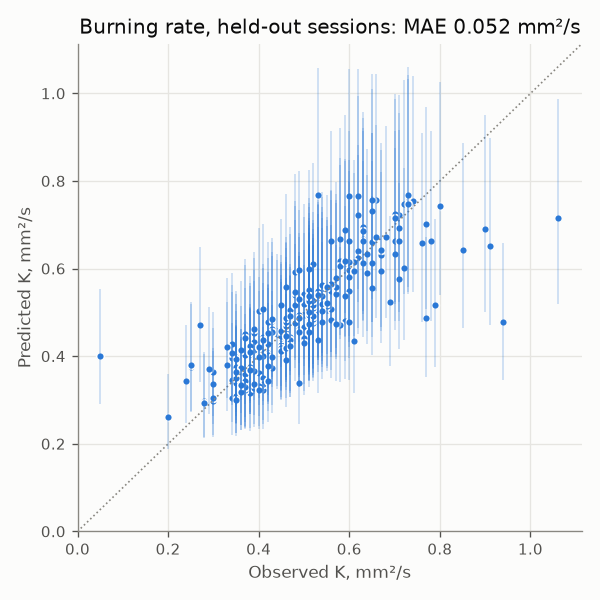 Burning rate, held-out sessions: MAE 0.052 mm²/s
Predicted K, mm²/s
1.0
0.8
0.6
0.4
0.2
0.0
0.0 0.2 0.4 0.6 0.8 1.0
Observed K, mm²/s